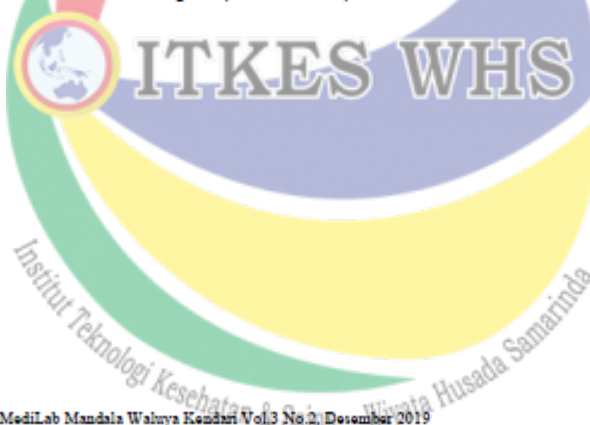 ITKES WHS
Institut Teknologi Kesehatan & Sains Wiyata Husada Samarinda
MediLab Mandala Waluya Kendari Vol.3 No.2, Desember 2019